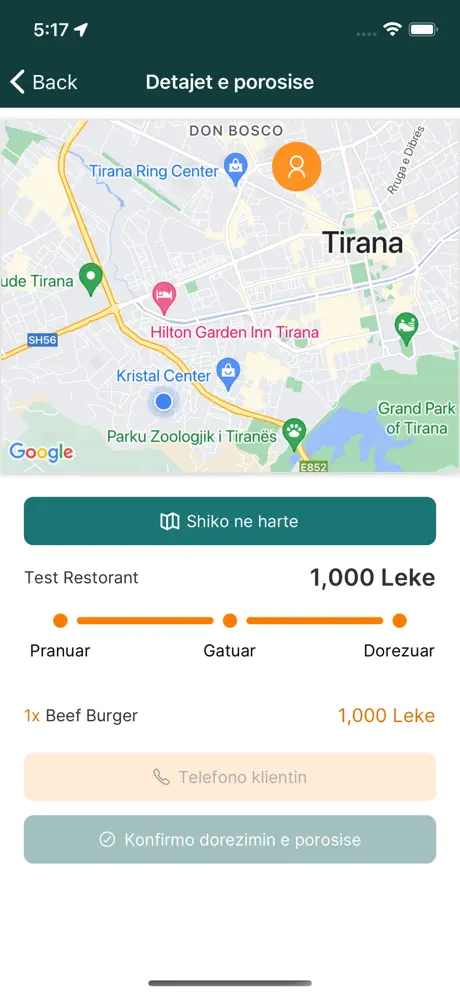 5:17
Back
Detajet e porosise
DON BOSCO
Tirana Ring Center
Rruga e Dibrës
Tirana
ude Tirana
SH56
Hilton Garden Inn Tirana
Kristal Center
Grand Park
of Tirana
Parku Zoologjik i Tiranës
Google
E852
Shiko ne harte
Test Restorant
1,000 Leke
Pranuar
Gatuar
Dorezuar
1x Beef Burger
1,000 Leke
Telefono klientin
Konfirmo dorezimin e porosise